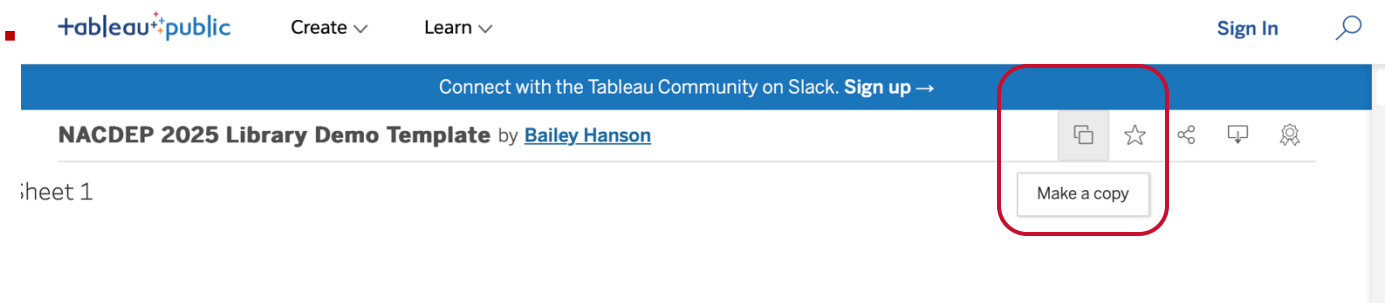 +ableau public Create Learn Sign In
Connect with the Tableau Community on Slack. Sign up →
NACDEP 2025 Library Demo Template by Bailey Hanson
Sheet 1
Make a copy